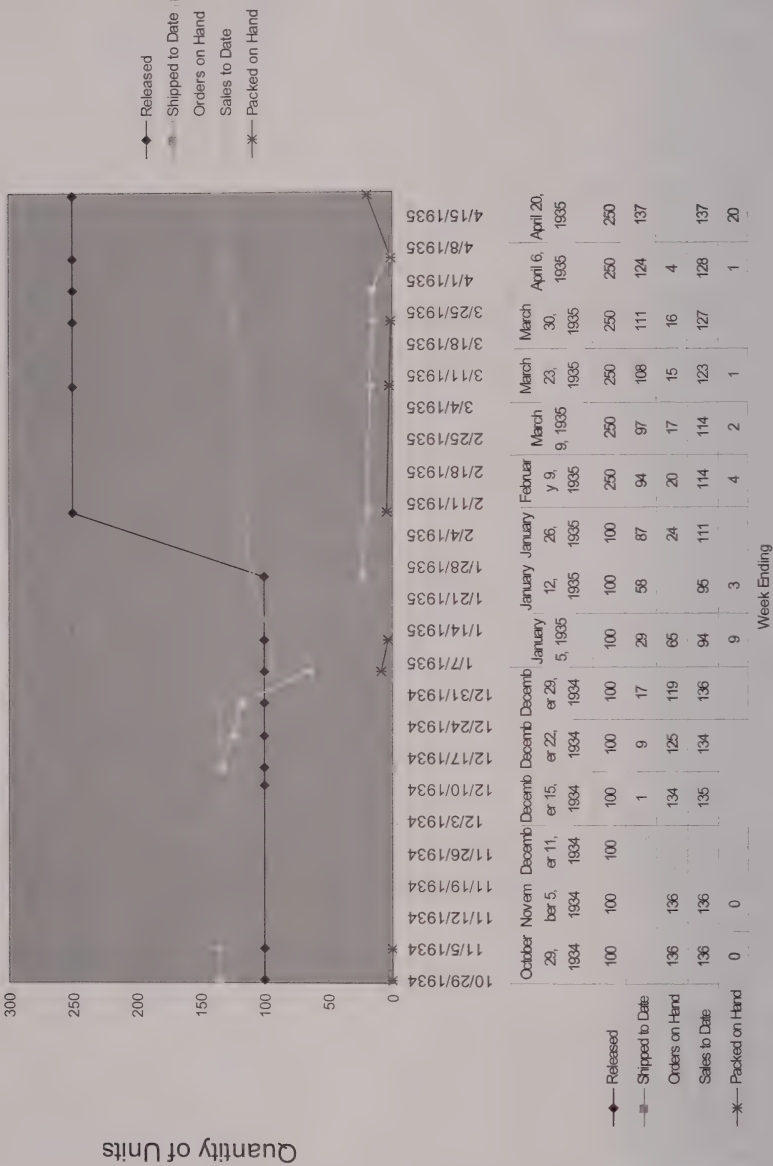 Quantity of Units
300
250
200
150
100
50
0
10/29/1934
11/5/1934
11/12/1934
11/19/1934
11/26/1934
12/3/1934
12/10/1934
12/17/1934
12/24/1934
12/31/1934
1/7/1935
1/14/1935
1/21/1935
1/28/1935
2/4/1935
2/11/1935
2/18/1935
2/25/1935
3/4/1935
3/11/1935
3/18/1935
3/25/1935
4/1/1935
4/8/1935
4/15/1935
Released
Shipped to Date
Orders on Hand
Sales to Date
Packed on Hand
October Novem Decemb Decemb Decemb Decemb January January January Februar March March March April 6, April 20,
29, ber 5, er 11, er 15, er 22, er 29, 5, 1935 12, 26, y 9, 9, 1935 23, 30, 1935 1935
1934 1934 1934 1934 1934 1934 1935 1935 1935 1935 1935
Released 100 100 100 100 100 100 100 100 100 250 250 250 250 250 250
Shipped to Date 1 9 17 29 58 87 94 97 108 111 124 137
Orders on Hand 136 136 134 125 119 65 24 20 17 15 16 4
Sales to Date 136 136 135 134 136 94 95 111 114 114 123 127 128 137
Packed on Hand 0 0 9 3 4 2 1 1 20
Week Ending